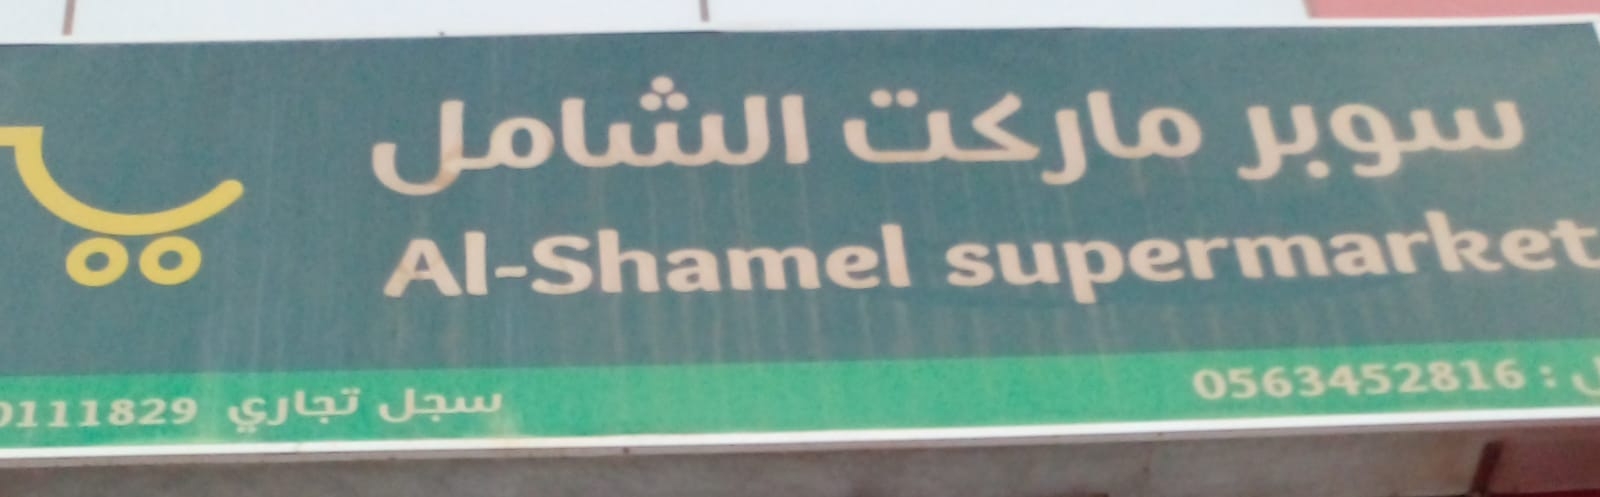 سوبر ماركت الشامل
Al-Shamel supermarket
0563452816 :
سجل تجاري 0111829